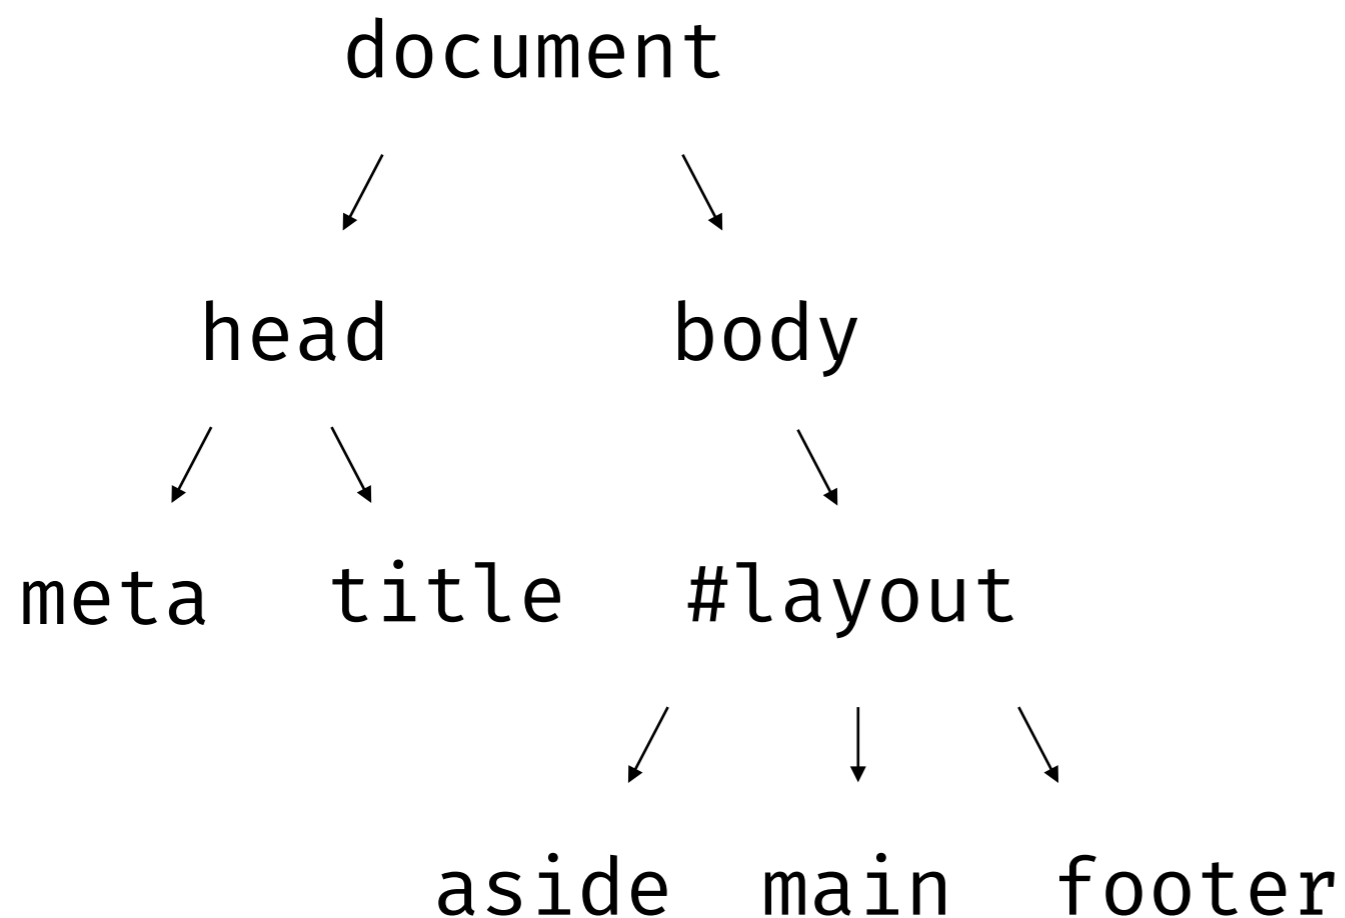 document
head body
meta title #layout
aside main footer